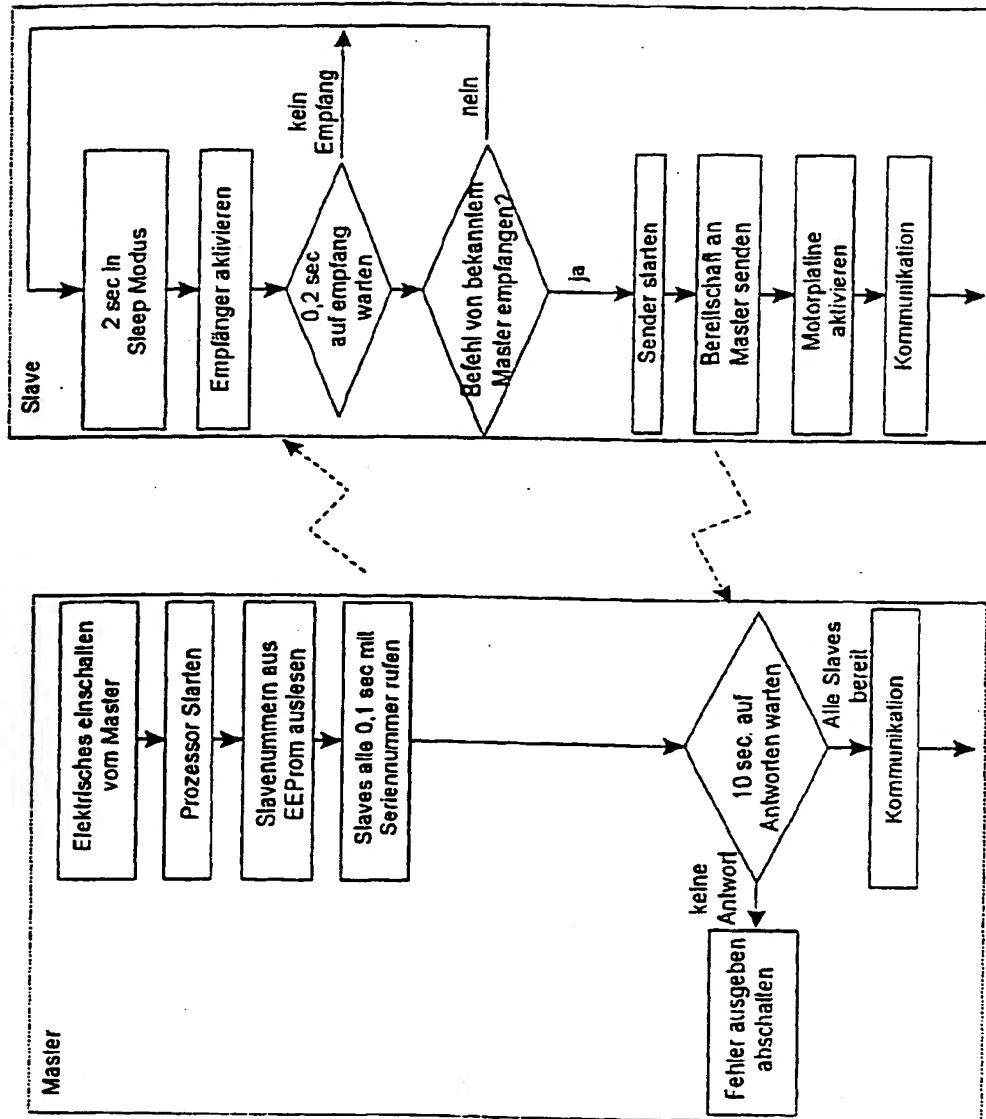 Master
Elektrisches einschalten
vom Master
Prozessor Starten
Slavenummern aus
EEProm auslesen
Slaves alle 0,1 sec mit
Seriennummer rufen
10 sec. auf
Antworten warten
keine
Antwort
Fehler ausgeben
abschalten
Alle Slaves
bereit
Kommunikation
Slave
2 sec in
Sleep Modus
Empfänger aktivieren
0,2 sec
auf empfang
warten
kein
Empfang
Befehl von bekanntem
Master empfangen?
nein
ja
Sender starten
Bereitschaft an
Master senden
Motorplatine
aktivieren
Kommunikation